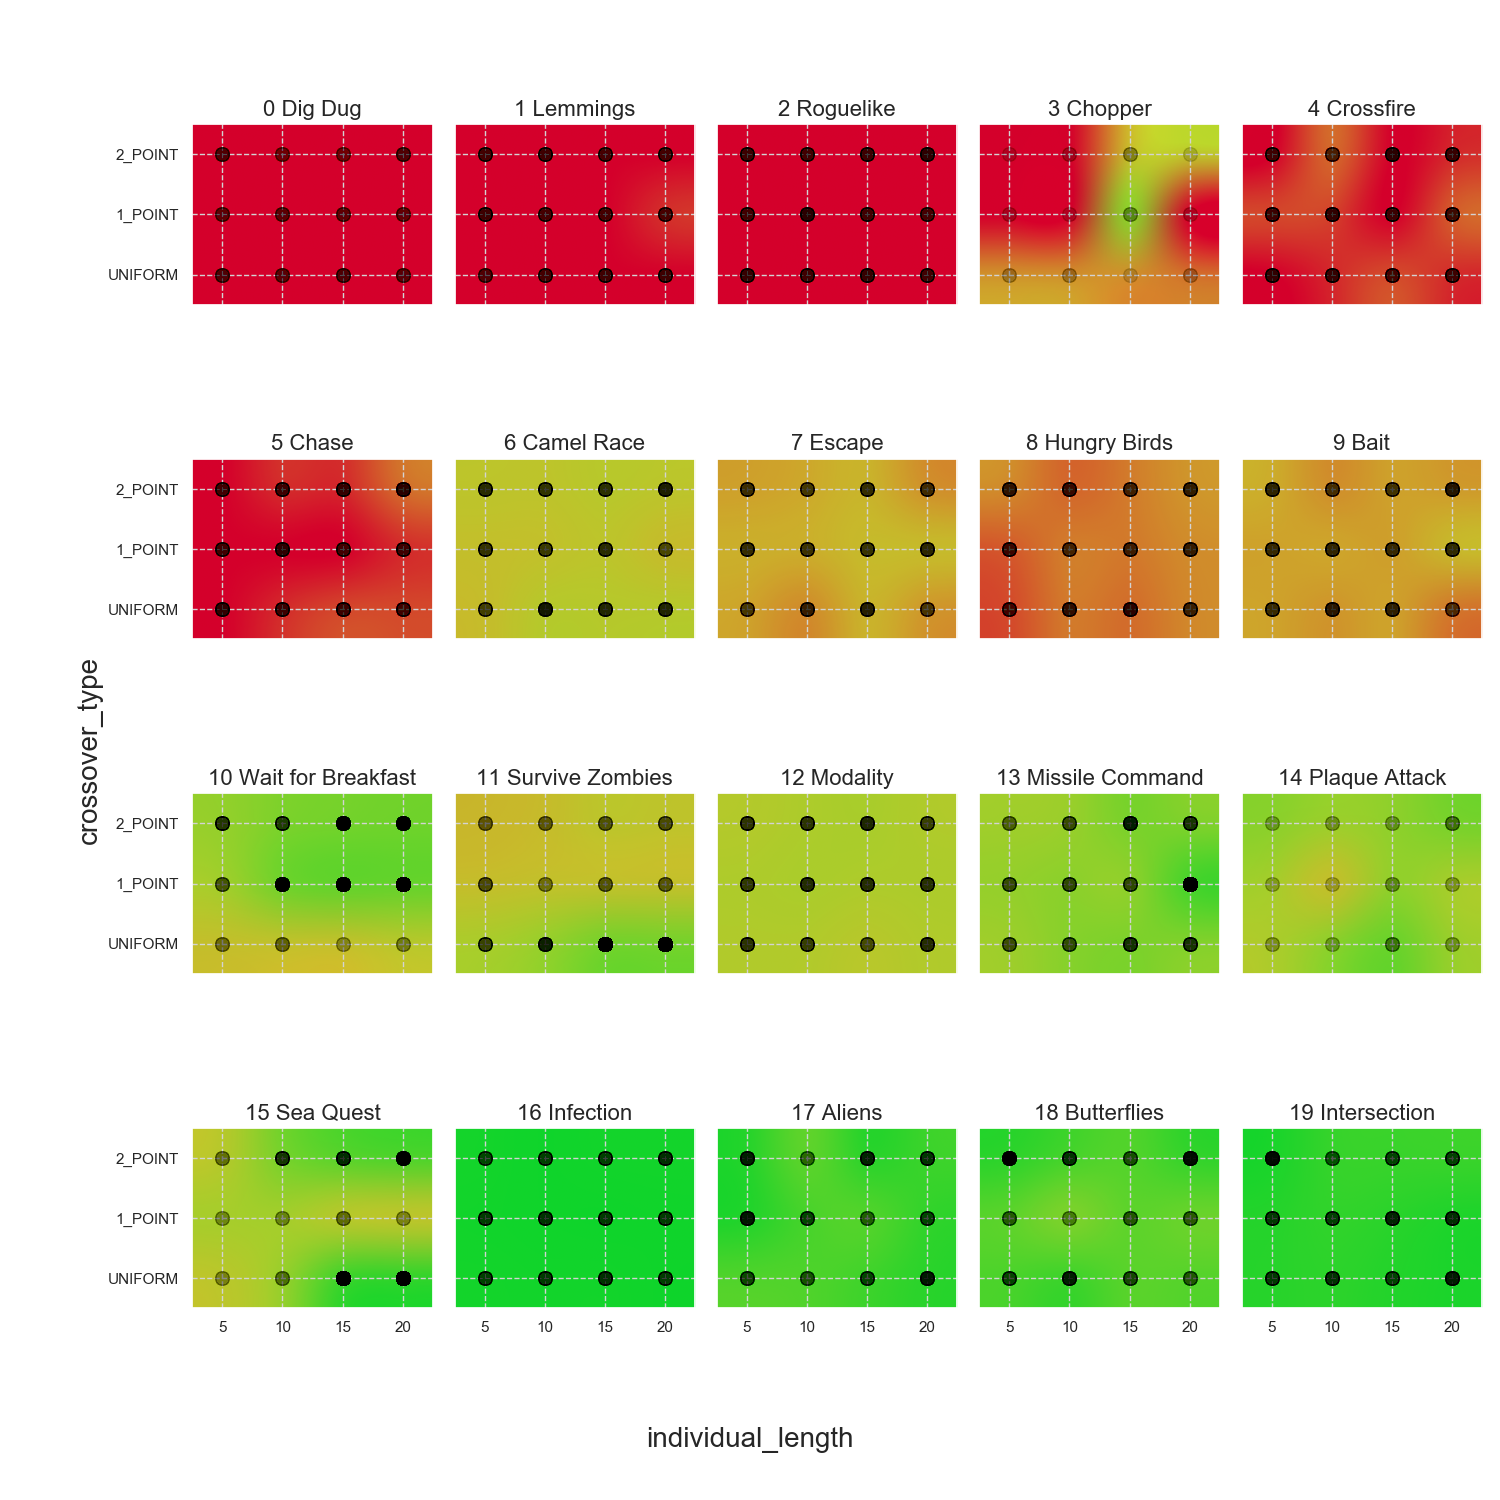 0 Dig Dug
1 Lemmings
2 Roguelike
3 Chopper
4 Crossfire
2_POINT
1_POINT
UNIFORM
5 Chase
6 Camel Race
7 Escape
8 Hungry Birds
9 Bait
2_POINT
1_POINT
UNIFORM
crossover_type
10 Wait for Breakfast
11 Survive Zombies
12 Modality
13 Missile Command
14 Plaque Attack
2_POINT
1_POINT
UNIFORM
15 Sea Quest
16 Infection
17 Aliens
18 Butterflies
19 Intersection
2_POINT
1_POINT
UNIFORM
5 10 15 20
5 10 15 20
5 10 15 20
5 10 15 20
5 10 15 20
individual_length